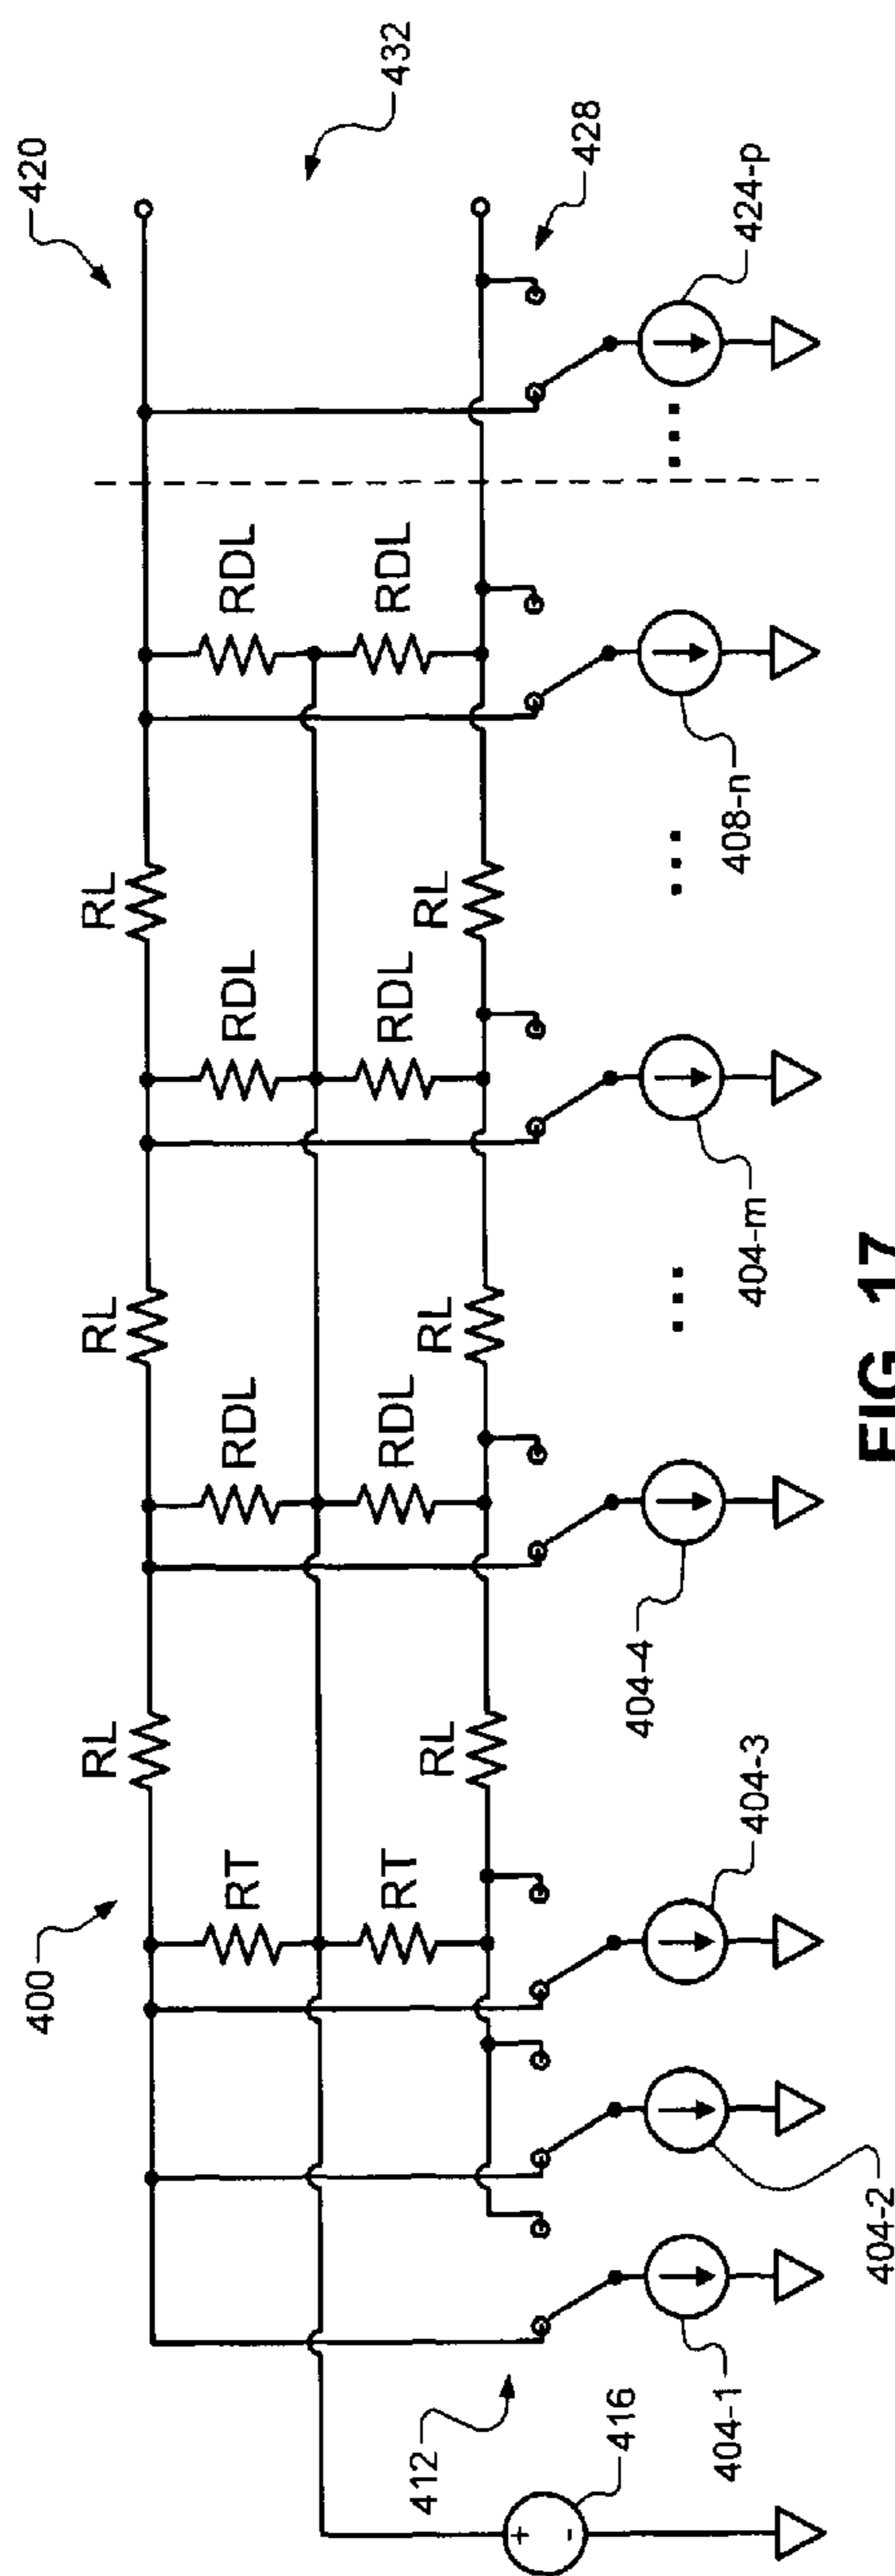 400
420
432
RL
RL
RL
RT
RDL
RDL
RDL
RT
RDL
RDL
RDL
RL
RL
RL
428
412
+
-
416
404-1
404-2
404-3
404-4
...
404-m
...
408-n
...
424-p
FIG. 17